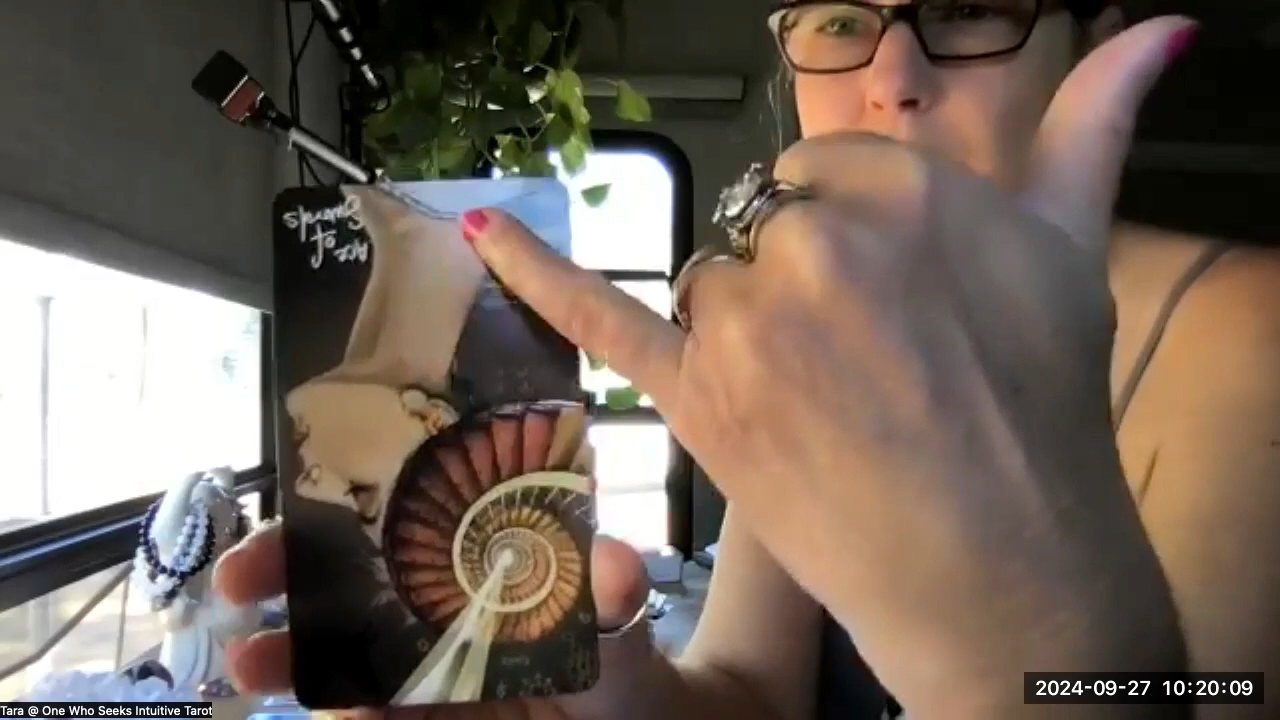 Ace
of
Swords
Tara @ One Who Seeks Intuitive Tarot
2024-09-27 10:20:09